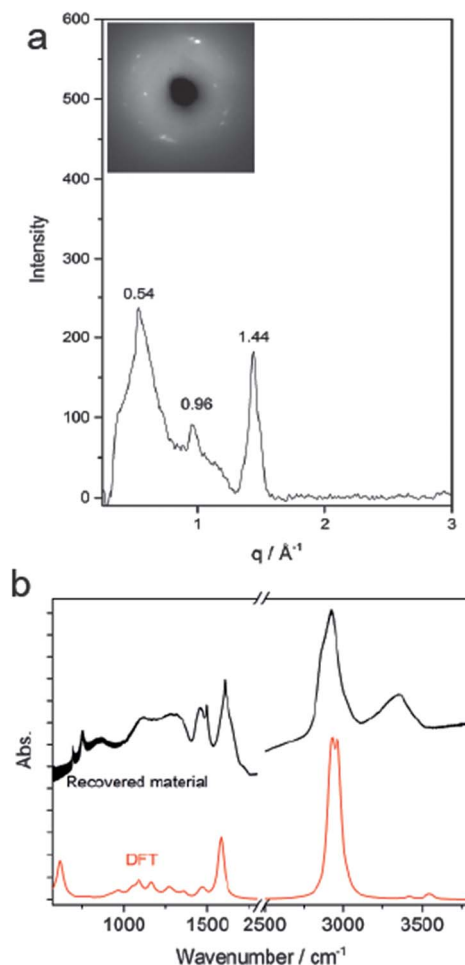 a
600
500
400
300
200
100
0
Intensity
0.54
0.96
1.44
1
2
3
q / Å⁻¹
b
Abs.
Recovered material
DFT
1000
1500
2500
3000
3500
Wavenumber / cm⁻¹